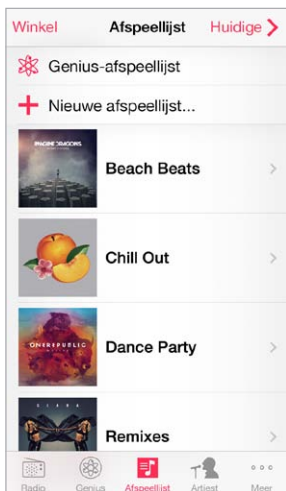 Winkel Afspeellijst Huidige
Genius-afspeellijst
Nieuwe afspeellijst...
IMAGINE DRAGONS
Beach Beats
Chill Out
ONEREPUBLIC
Dance Party
Remixes
Radio Genius Afspeellijst Artiest Meer